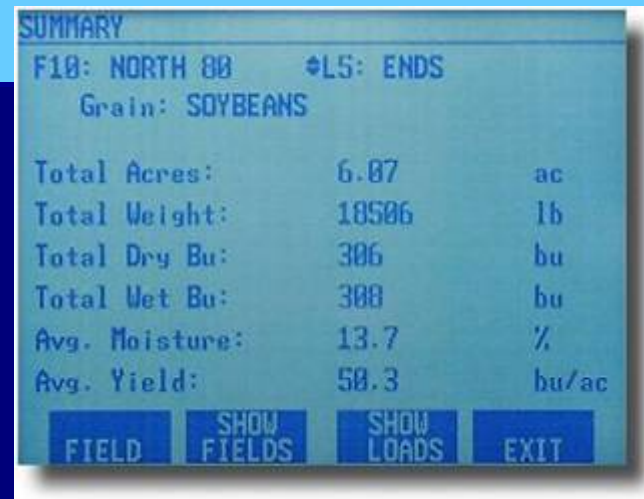 SUMMARY
F10: NORTH 80 ♦L5: ENDS
Grain: SOYBEANS
Total Acres: 6.07 ac
Total Weight: 18506 lb
Total Dry Bu: 306 bu
Total Wet Bu: 308 bu
Avg. Moisture: 13.7 %
Avg. Yield: 50.3 bu/ac
FIELD SHOW FIELDS SHOW LOADS EXIT